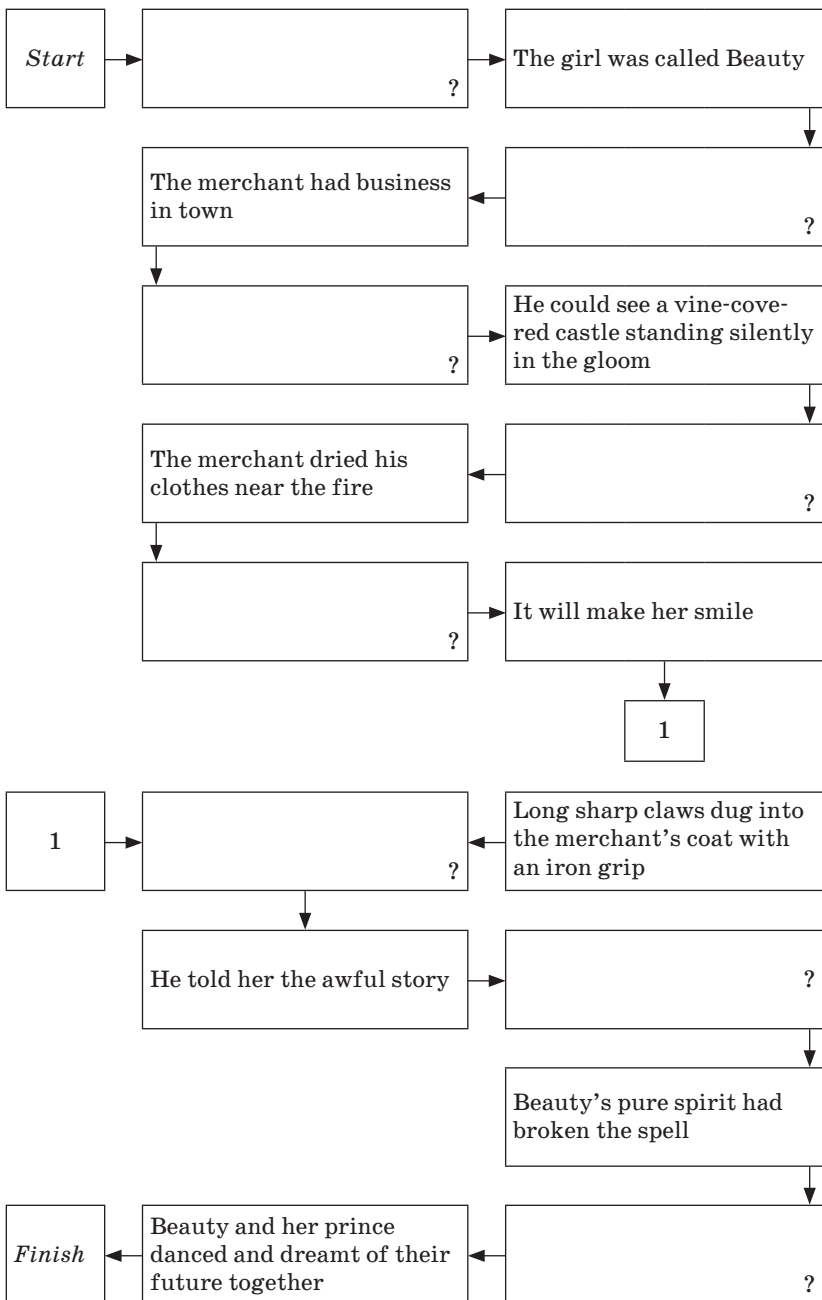 Start
?
The girl was called Beauty
The merchant had business
in town
?
?
He could see a vine-cove-
red castle standing silently
in the gloom
The merchant dried his
clothes near the fire
?
?
It will make her smile
1
1
?
Long sharp claws dug into
the merchant’s coat with
an iron grip
He told her the awful story
?
Beauty’s pure spirit had
broken the spell
Finish
Beauty and her prince
danced and dreamt of their
future together
?